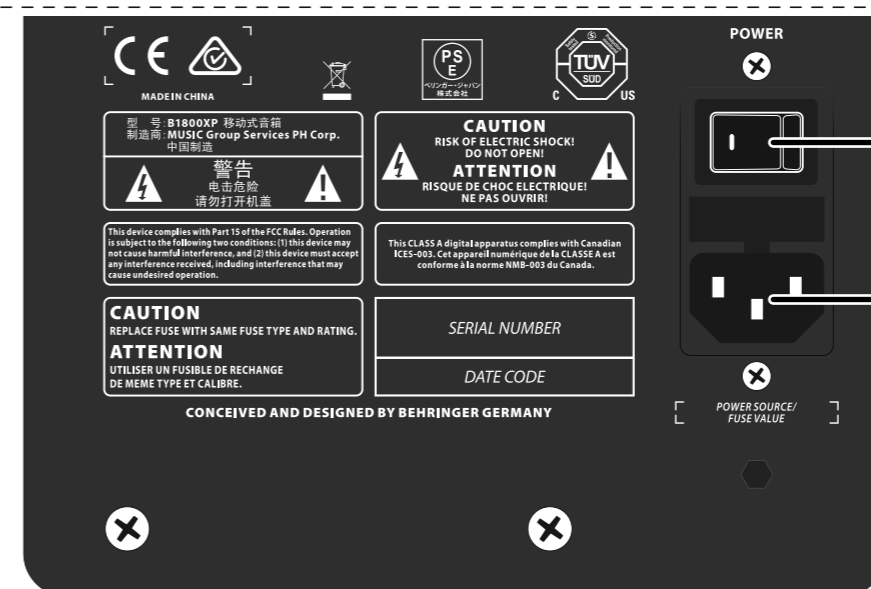 CE
MADE IN CHINA
PS
E
ベリンガー・ジャパン
株式会社
TÜV
SÜD
C US
POWER
型 号:B1800XP 移动式音箱
制造商:MUSIC Group Services PH Corp.
中国制造
警告
电击危险
请勿打开机盖
CAUTION
RISK OF ELECTRIC SHOCK!
DO NOT OPEN!
ATTENTION
RISQUE DE CHOC ELECTRIQUE!
NE PAS OUVRIR!
This device complies with Part 15 of the FCC Rules. Operation
is subject to the following two conditions: (1) this device may
not cause harmful interference, and (2) this device must accept
any interference received, including interference that may
cause undesired operation.
This CLASS A digital apparatus complies with Canadian
ICES-003. Cet appareil numérique de la CLASSE A est
conforme à la norme NMB-003 du Canada.
CAUTION
REPLACE FUSE WITH SAME FUSE TYPE AND RATING.
ATTENTION
UTILISER UN FUSIBLE DE RECHANGE
DE MEME TYPE ET CALIBRE.
SERIAL NUMBER
DATE CODE
CONCEIVED AND DESIGNED BY BEHRINGER GERMANY
POWER SOURCE/
FUSE VALUE